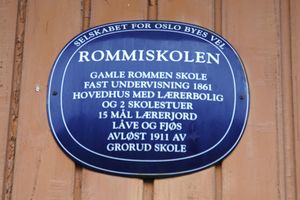 SELSKABET FOR OSLO BYES VEL
ROMMISKOLEN
GAMLE ROMMEN SKOLE
FAST UNDERVISNING 1861
HOVEDHUS MED LÆRERBOLIG
OG 2 SKOLESTUER
15 MÅL LÆRERJORD
LÅVE OG FJØS
AVLØST 1911 AV
GRORUD SKOLE